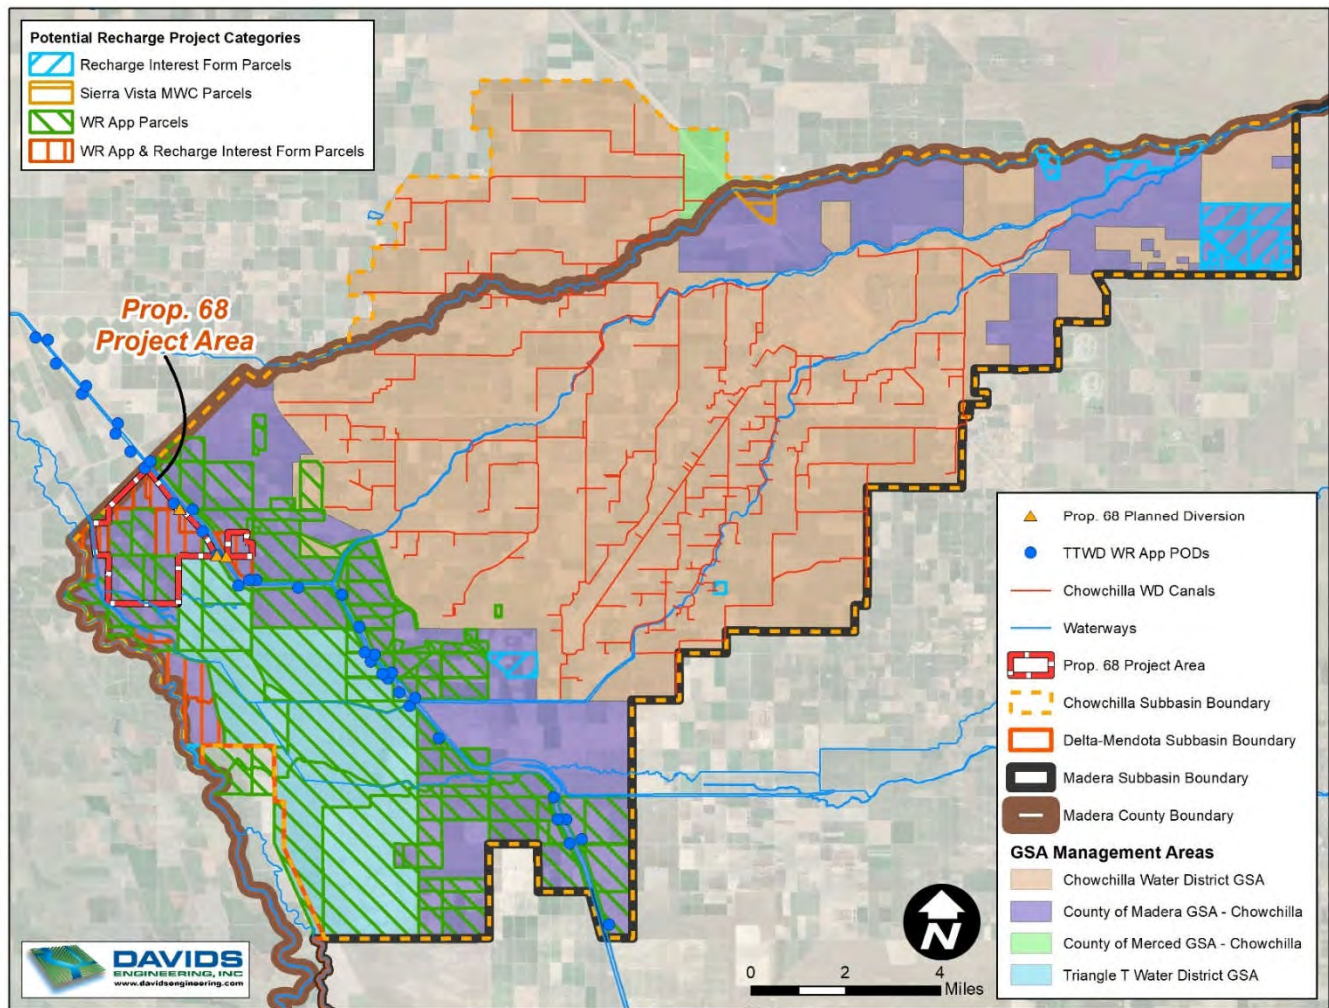 Potential Recharge Project Categories
Recharge Interest Form Parcels
Sierra Vista MWC Parcels
WR App Parcels
WR App & Recharge Interest Form Parcels
Prop. 68
Project Area
Prop. 68 Planned Diversion
TTWD WR App PODs
Chowchilla WD Canals
Waterways
Prop. 68 Project Area
Chowchilla Subbasin Boundary
Delta-Mendota Subbasin Boundary
Madera Subbasin Boundary
Madera County Boundary
GSA Management Areas
Chowchilla Water District GSA
County of Madera GSA - Chowchilla
County of Merced GSA - Chowchilla
Triangle T Water District GSA
N
0 2 4
Miles
DAVIDS
ENGINEERING, INC
www.davidsengineering.com